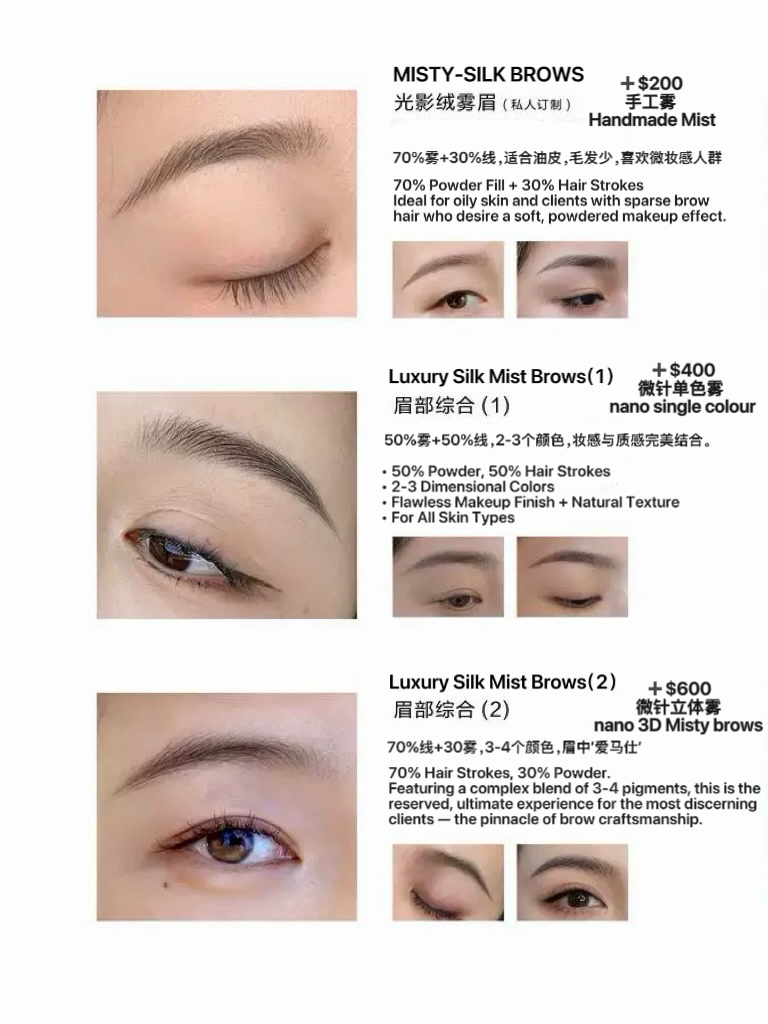 MISTY-SILK BROWS
光影绒雾眉（私人订制）
+$200
手工雾
Handmade Mist
70%雾+30%线,适合油皮,毛发少,喜欢微妆感人群
70% Powder Fill + 30% Hair Strokes
Ideal for oily skin and clients with sparse brow
hair who desire a soft, powdered makeup effect.
Luxury Silk Mist Brows(1)
眉部综合 (1)
+$400
微针单色雾
nano single colour
50%雾+50%线,2-3个颜色,妆感与质感完美结合。
• 50% Powder, 50% Hair Strokes
• 2-3 Dimensional Colors
• Flawless Makeup Finish + Natural Texture
• For All Skin Types
Luxury Silk Mist Brows(2)
眉部综合 (2)
+$600
微针立体雾
nano 3D Misty brows
70%线+30雾,3-4个颜色,眉中'爱马仕'
70% Hair Strokes, 30% Powder.
Featuring a complex blend of 3-4 pigments, this is the
reserved, ultimate experience for the most discerning
clients — the pinnacle of brow craftsmanship.